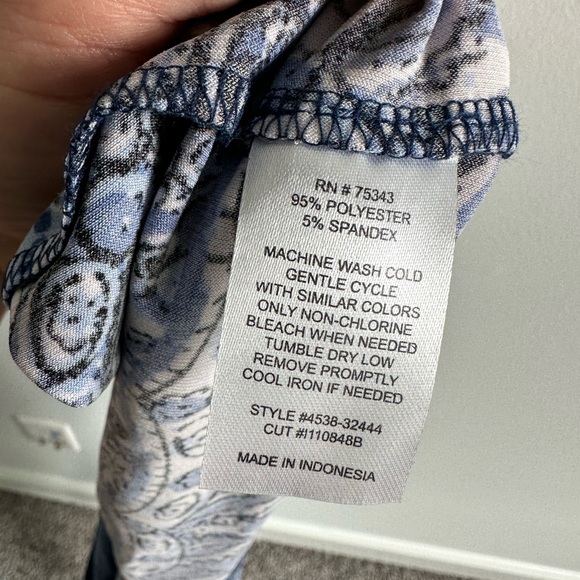 RN # 75343
95% POLYESTER
5% SPANDEX
MACHINE WASH COLD
GENTLE CYCLE
WITH SIMILAR COLORS
ONLY NON-CHLORINE
BLEACH WHEN NEEDED
TUMBLE DRY LOW
REMOVE PROMPTLY
COOL IRON IF NEEDED
STYLE #4538-32444
CUT #I110848B
MADE IN INDONESIA